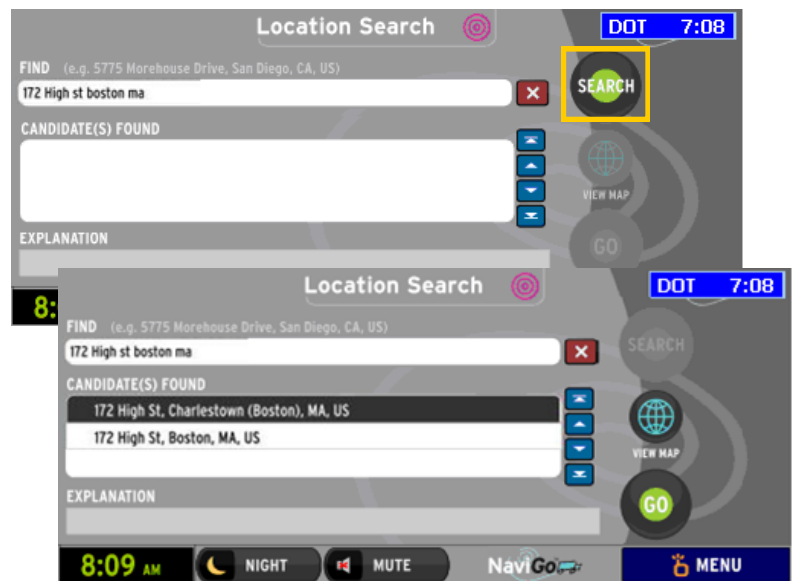 Location Search
DOT 7:08
FIND (e.g. 5775 Morehouse Drive, San Diego, CA, US)
172 High st boston ma
SEARCH
CANDIDATE(S) FOUND
VIEW MAP
EXPLANATION
GO
8:
Location Search
DOT 7:08
FIND (e.g. 5775 Morehouse Drive, San Diego, CA, US)
172 High st boston ma
SEARCH
CANDIDATE(S) FOUND
172 High St, Charlestown (Boston), MA, US
172 High St, Boston, MA, US
VIEW MAP
EXPLANATION
GO
8:09 AM NIGHT MUTE NaviGo MENU